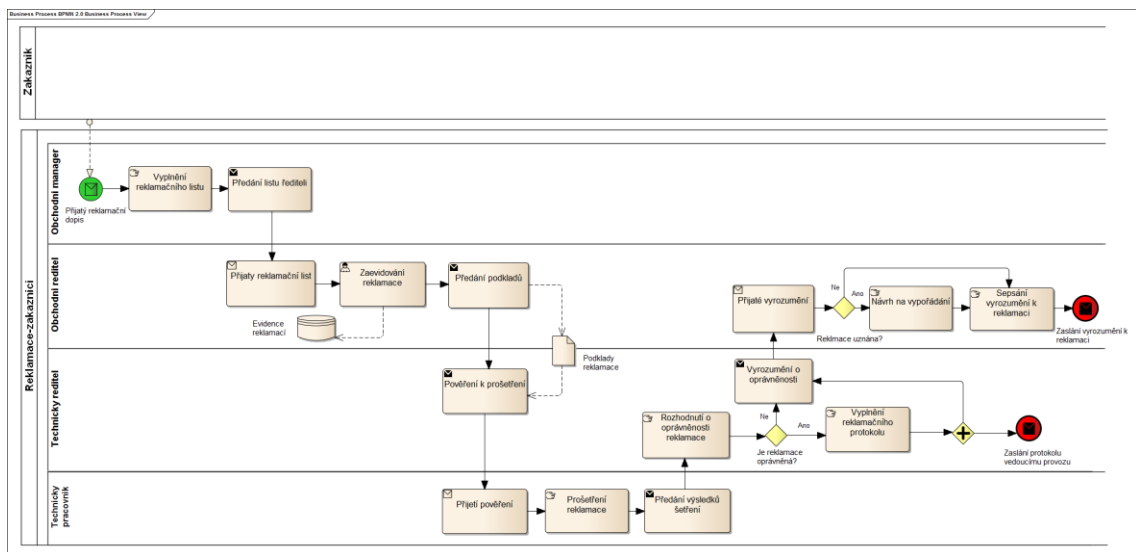 Business Process BPMN 2.0 Business Process View
Zakaznik
Reklamace-zakaznici
Obchodni manager
Přijatý reklamační
dopis
Vyplnění
reklamačního listu
Předání listu řediteli
Obchodni reditel
Přijaty reklamační list
Zaevidování
reklamace
Předání podkladů
Evidence
reklamací
Podklady
reklamace
Přijaté vyrozumění
Ne
Ano
Reklmace uznána?
Návrh na vypořádání
Sepsání
vyrozumění k
reklamaci
Zaslání vyrozumění k
reklamaci
Technicky reditel
Pověření k prošetření
Rozhodnutí o
oprávněnosti
reklamace
Vyrozumění o
oprávněnosti
Ne
Ano
Je reklamace
oprávněná?
Vyplnění
reklamačního
protokolu
Zaslání protokolu
vedoucímu provozu
Technicky
pracovnik
Přijetí pověření
Prošetření
reklamace
Předání výsledků
šetření